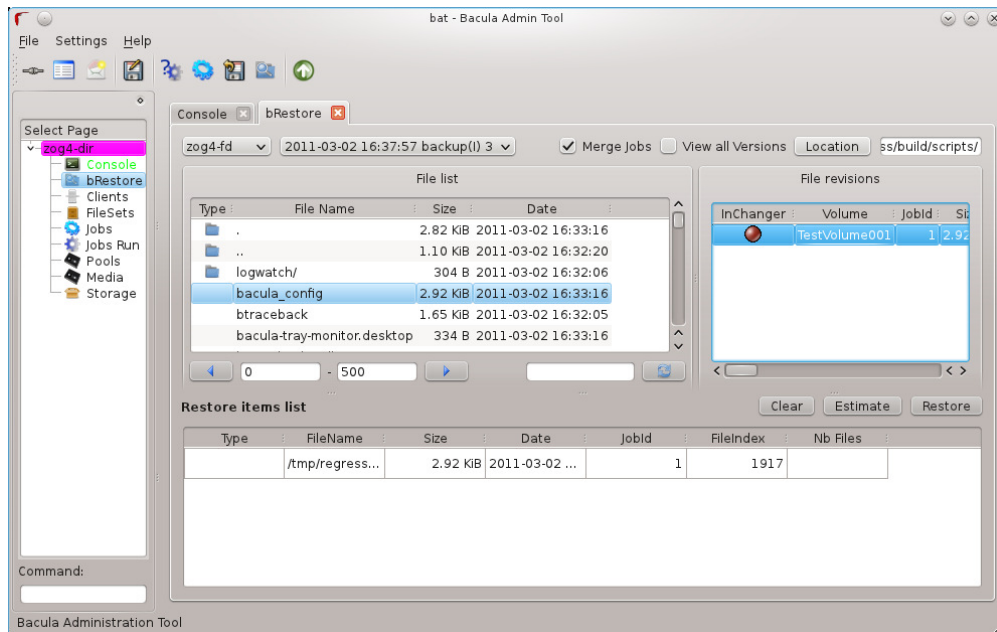 bat - Bacula Admin Tool
File Settings Help
Select Page
zog4-dir
Console
bRestore
Clients
FileSets
Jobs
Jobs Run
Pools
Media
Storage
Command:
Console bRestore
zog4-fd 2011-03-02 16:37:57 backup(I) 3 Merge Jobs View all Versions Location ss/build/scripts/
File list
Type File Name Size Date
. 2.82 KiB 2011-03-02 16:33:16
.. 1.10 KiB 2011-03-02 16:32:20
logwatch/ 304 B 2011-03-02 16:32:06
bacula_config 2.92 KiB 2011-03-02 16:33:16
btraceback 1.65 KiB 2011-03-02 16:32:05
bacula-tray-monitor.desktop 334 B 2011-03-02 16:33:16
0 - 500
File revisions
InChanger Volume JobId Si
TestVolume001 1 2.92
Restore items list Clear Estimate Restore
Type FileName Size Date JobId FileIndex Nb Files
/tmp/regress... 2.92 KiB 2011-03-02 ... 1 1917
Bacula Administration Tool